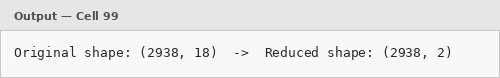 Output — Cell 99
Original shape: (2938, 18)  ->  Reduced shape: (2938, 2)